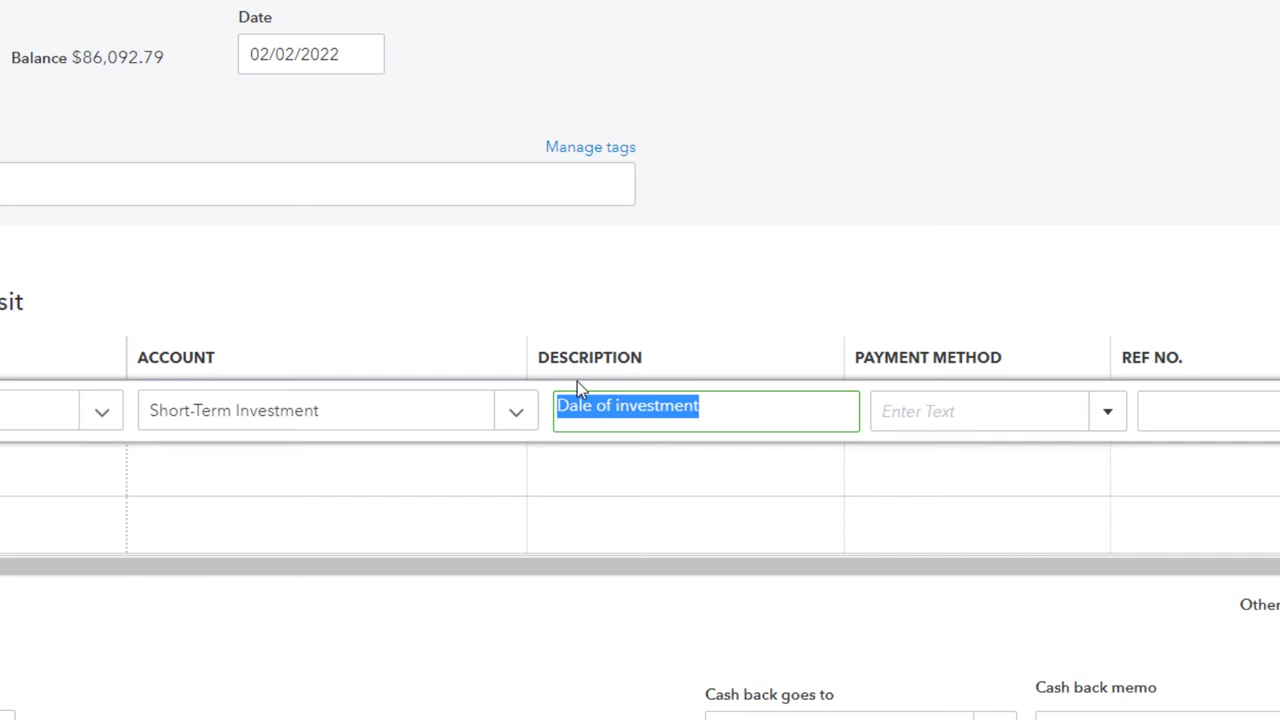 Date
Balance $86,092.79
02/02/2022
Manage tags
sit
ACCOUNT DESCRIPTION PAYMENT METHOD REF NO.
Short-Term Investment Dale of investment Enter Text
Other
Cash back goes to Cash back memo